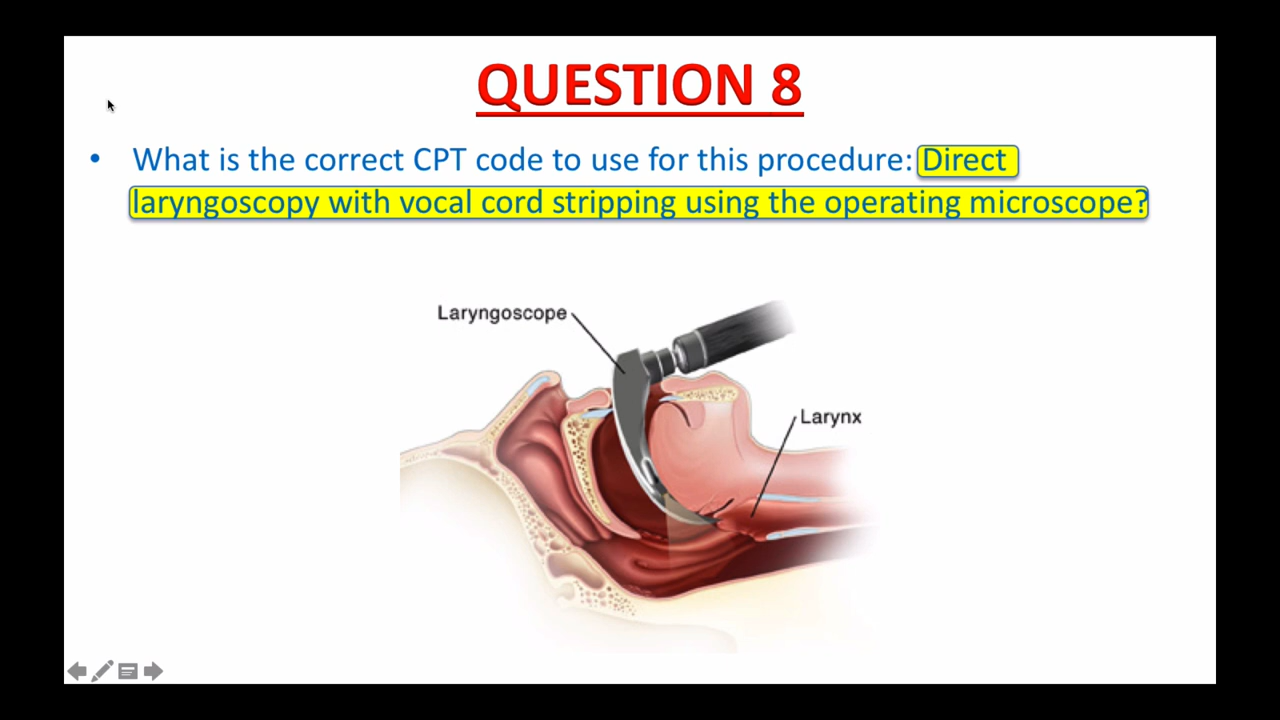 QUESTION 8
• What is the correct CPT code to use for this procedure: Direct
laryngoscopy with vocal cord stripping using the operating microscope?
Laryngoscope
Larynx